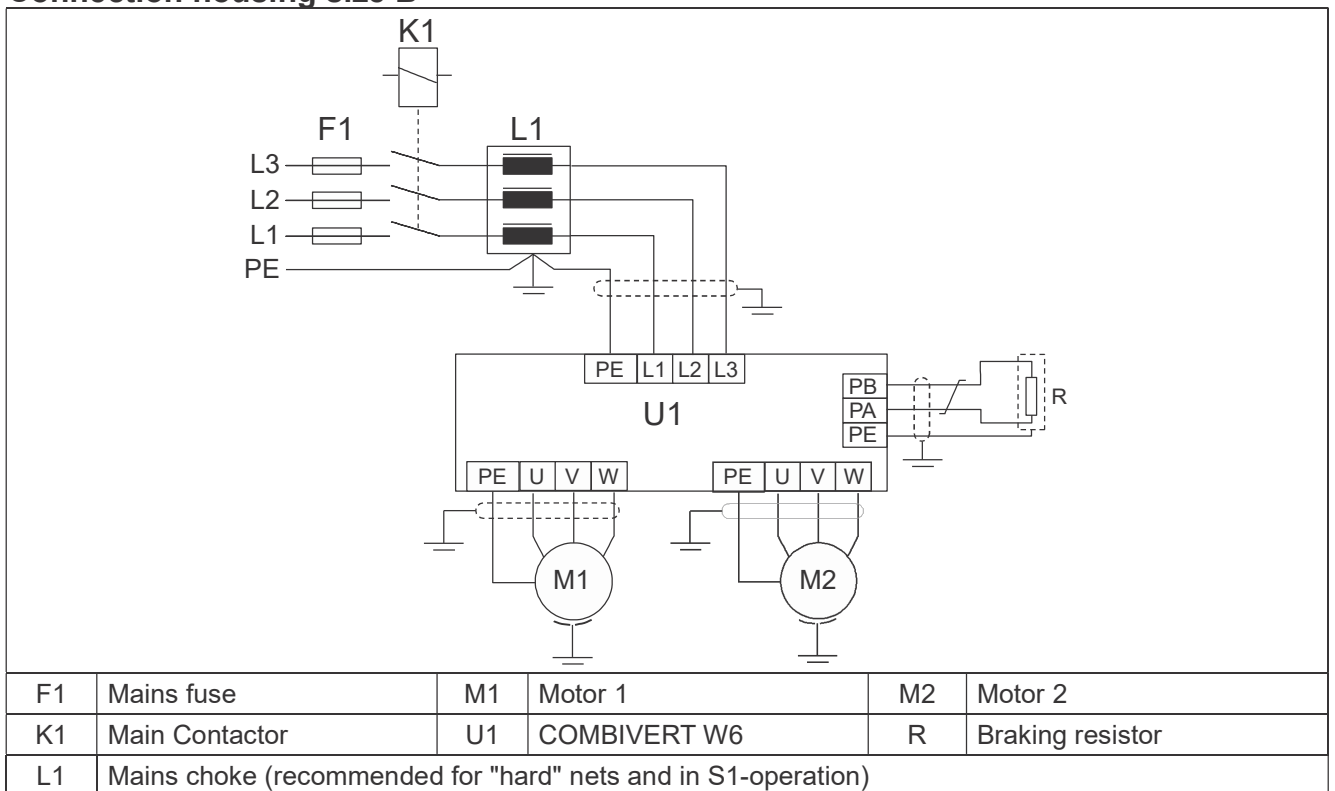 Connection housing size B
K1
F1 L1
L3
L2
L1
PE
PE L1 L2 L3
PB
PA
PE
R
U1
PE U V W
PE U V W
M1
M2
F1 Mains fuse M1 Motor 1 M2 Motor 2
K1 Main Contactor U1 COMBIVERT W6 R Braking resistor
L1 Mains choke (recommended for "hard" nets and in S1-operation)